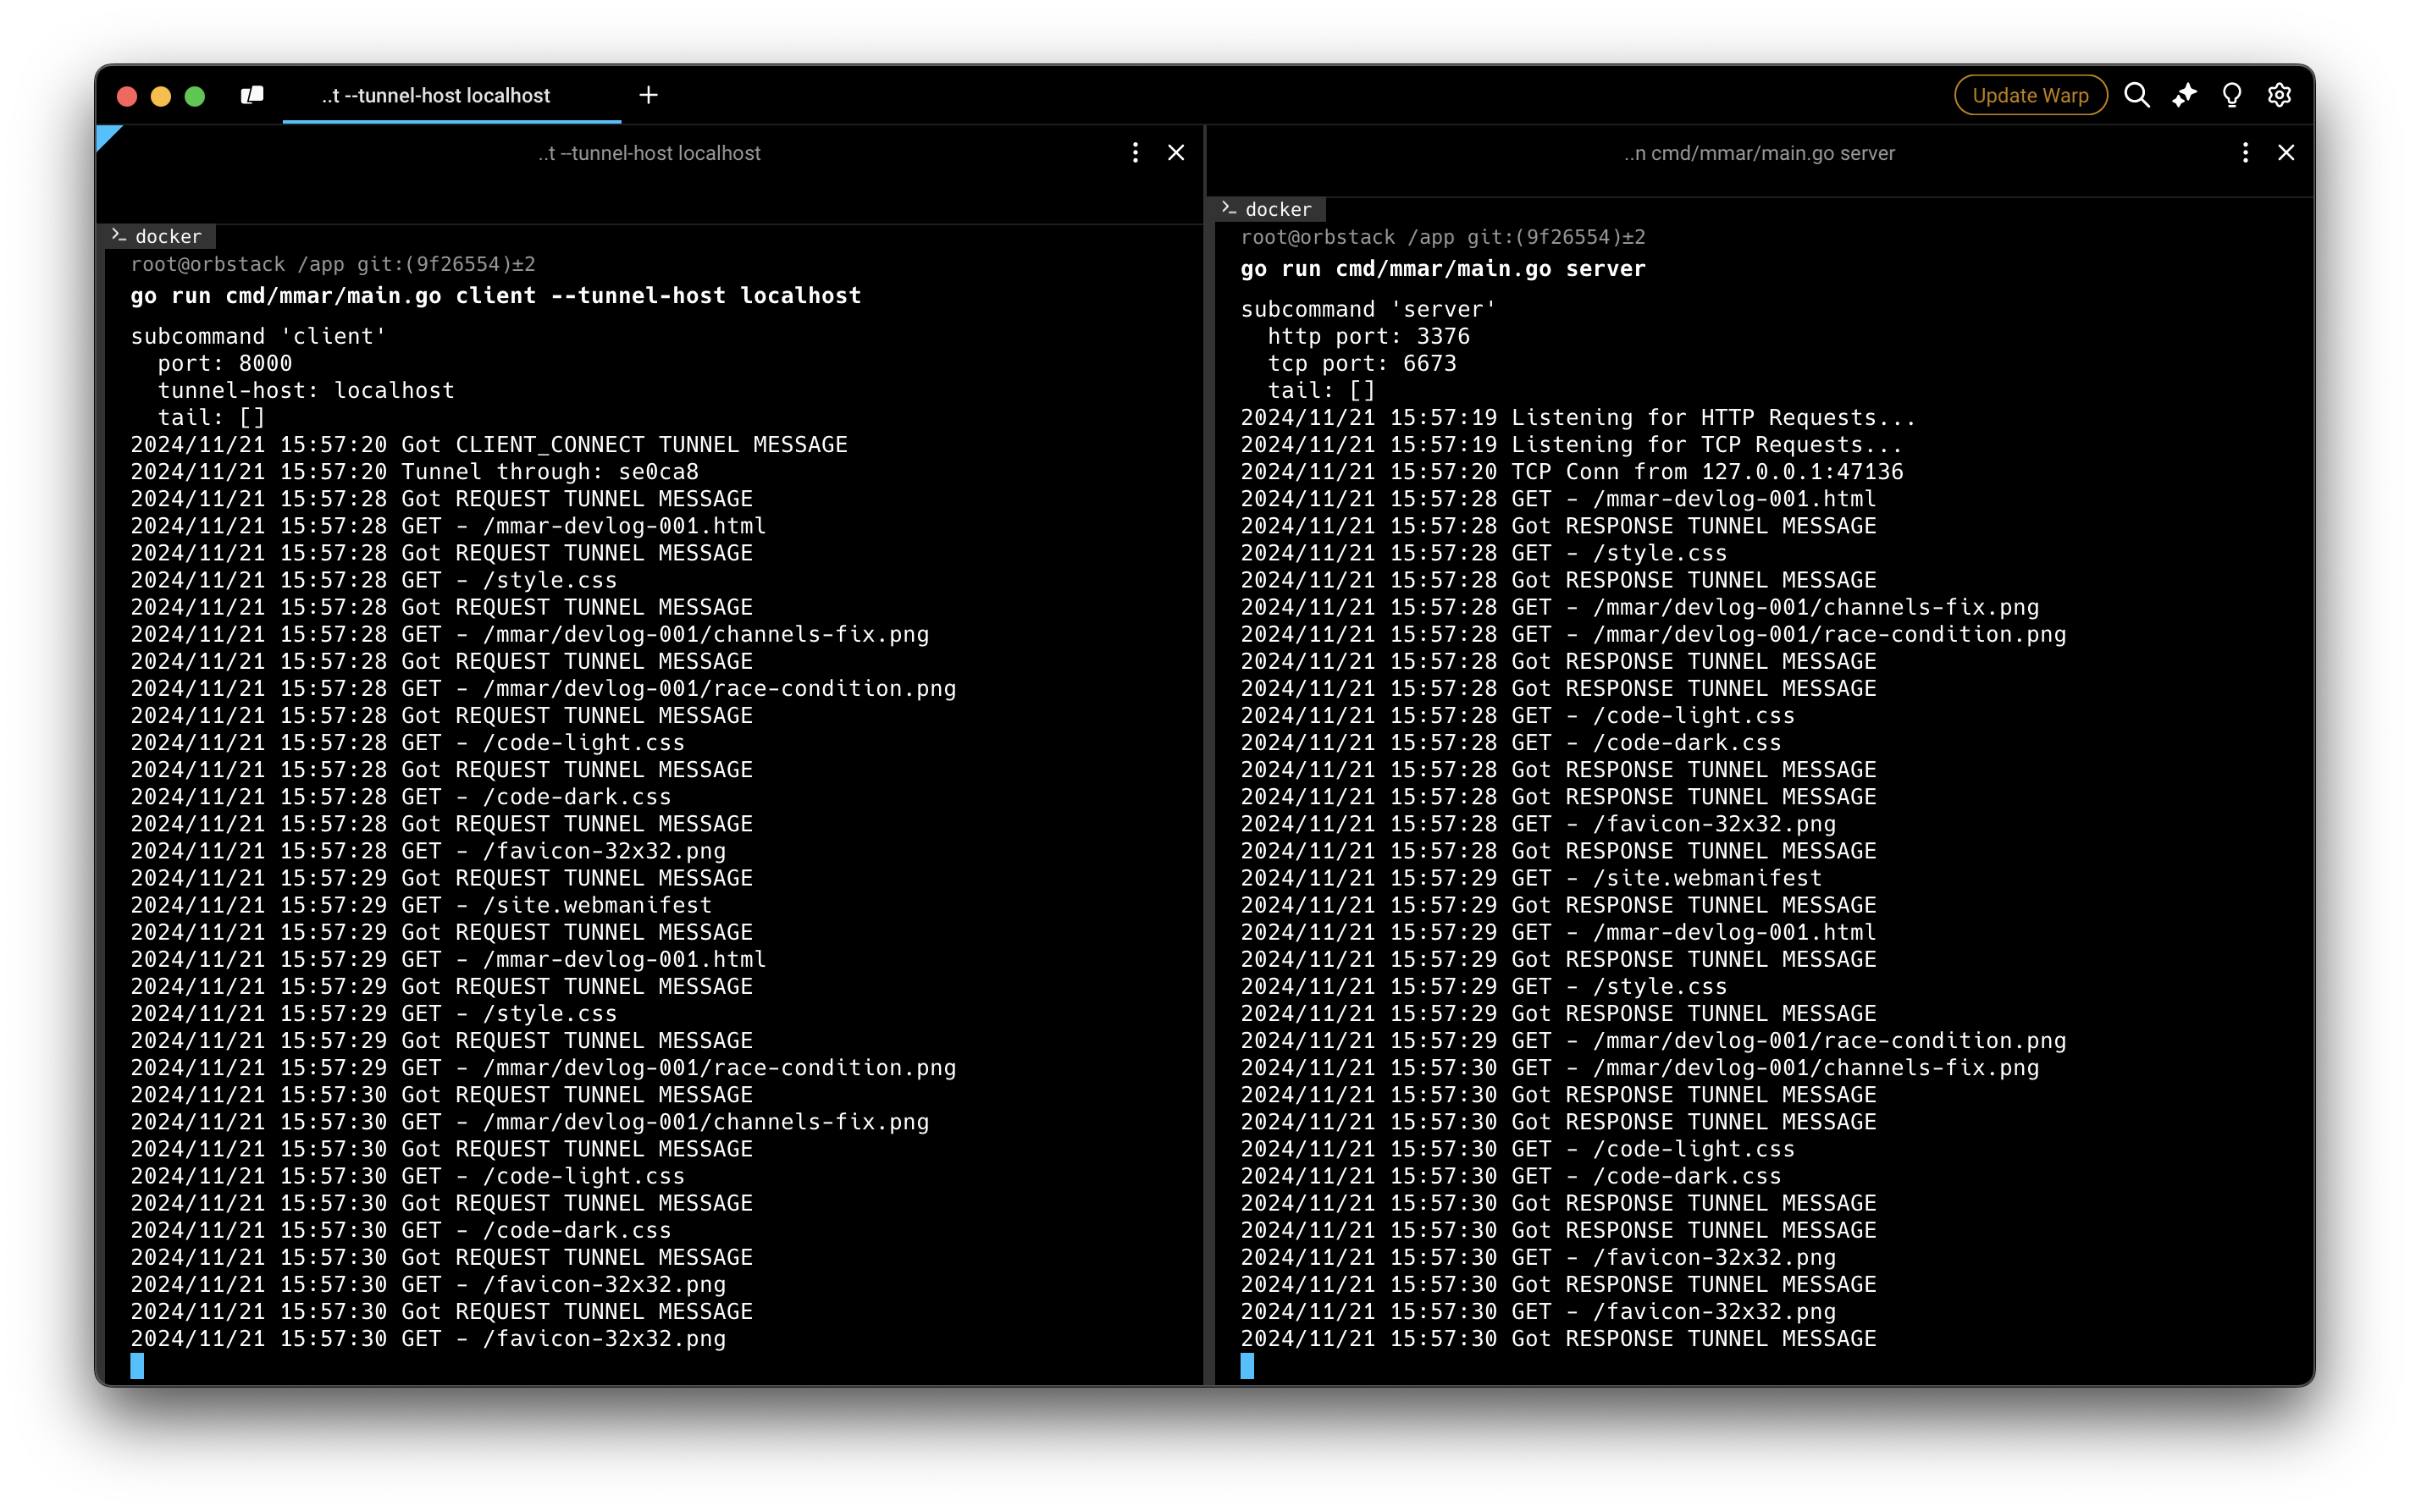 ..t --tunnel-host localhost
Update Warp
..t --tunnel-host localhost
docker
root@orbstack /app git:(9f26554)±2
go run cmd/mmar/main.go client --tunnel-host localhost
subcommand 'client'
port: 8000
tunnel-host: localhost
tail: []
2024/11/21 15:57:20 Got CLIENT_CONNECT TUNNEL MESSAGE
2024/11/21 15:57:20 Tunnel through: se0ca8
2024/11/21 15:57:28 Got REQUEST TUNNEL MESSAGE
2024/11/21 15:57:28 GET - /mmar-devlog-001.html
2024/11/21 15:57:28 Got REQUEST TUNNEL MESSAGE
2024/11/21 15:57:28 GET - /style.css
2024/11/21 15:57:28 Got REQUEST TUNNEL MESSAGE
2024/11/21 15:57:28 GET - /mmar/devlog-001/channels-fix.png
2024/11/21 15:57:28 Got REQUEST TUNNEL MESSAGE
2024/11/21 15:57:28 GET - /mmar/devlog-001/race-condition.png
2024/11/21 15:57:28 Got REQUEST TUNNEL MESSAGE
2024/11/21 15:57:28 GET - /code-light.css
2024/11/21 15:57:28 Got REQUEST TUNNEL MESSAGE
2024/11/21 15:57:28 GET - /code-dark.css
2024/11/21 15:57:28 Got REQUEST TUNNEL MESSAGE
2024/11/21 15:57:28 GET - /favicon-32x32.png
2024/11/21 15:57:29 Got REQUEST TUNNEL MESSAGE
2024/11/21 15:57:29 GET - /site.webmanifest
2024/11/21 15:57:29 Got REQUEST TUNNEL MESSAGE
2024/11/21 15:57:29 GET - /mmar-devlog-001.html
2024/11/21 15:57:29 Got REQUEST TUNNEL MESSAGE
2024/11/21 15:57:29 GET - /style.css
2024/11/21 15:57:29 Got REQUEST TUNNEL MESSAGE
2024/11/21 15:57:29 GET - /mmar/devlog-001/race-condition.png
2024/11/21 15:57:30 Got REQUEST TUNNEL MESSAGE
2024/11/21 15:57:30 GET - /mmar/devlog-001/channels-fix.png
2024/11/21 15:57:30 Got REQUEST TUNNEL MESSAGE
2024/11/21 15:57:30 GET - /code-light.css
2024/11/21 15:57:30 Got REQUEST TUNNEL MESSAGE
2024/11/21 15:57:30 GET - /code-dark.css
2024/11/21 15:57:30 Got REQUEST TUNNEL MESSAGE
2024/11/21 15:57:30 GET - /favicon-32x32.png
2024/11/21 15:57:30 Got REQUEST TUNNEL MESSAGE
2024/11/21 15:57:30 GET - /favicon-32x32.png
..n cmd/mmar/main.go server
docker
root@orbstack /app git:(9f26554)±2
go run cmd/mmar/main.go server
subcommand 'server'
http port: 3376
tcp port: 6673
tail: []
2024/11/21 15:57:19 Listening for HTTP Requests...
2024/11/21 15:57:19 Listening for TCP Requests...
2024/11/21 15:57:20 TCP Conn from 127.0.0.1:47136
2024/11/21 15:57:28 GET - /mmar-devlog-001.html
2024/11/21 15:57:28 Got RESPONSE TUNNEL MESSAGE
2024/11/21 15:57:28 GET - /style.css
2024/11/21 15:57:28 Got RESPONSE TUNNEL MESSAGE
2024/11/21 15:57:28 GET - /mmar/devlog-001/channels-fix.png
2024/11/21 15:57:28 GET - /mmar/devlog-001/race-condition.png
2024/11/21 15:57:28 Got RESPONSE TUNNEL MESSAGE
2024/11/21 15:57:28 Got RESPONSE TUNNEL MESSAGE
2024/11/21 15:57:28 GET - /code-light.css
2024/11/21 15:57:28 GET - /code-dark.css
2024/11/21 15:57:28 Got RESPONSE TUNNEL MESSAGE
2024/11/21 15:57:28 Got RESPONSE TUNNEL MESSAGE
2024/11/21 15:57:28 GET - /favicon-32x32.png
2024/11/21 15:57:28 Got RESPONSE TUNNEL MESSAGE
2024/11/21 15:57:29 GET - /site.webmanifest
2024/11/21 15:57:29 Got RESPONSE TUNNEL MESSAGE
2024/11/21 15:57:29 GET - /mmar-devlog-001.html
2024/11/21 15:57:29 Got RESPONSE TUNNEL MESSAGE
2024/11/21 15:57:29 GET - /style.css
2024/11/21 15:57:29 Got RESPONSE TUNNEL MESSAGE
2024/11/21 15:57:29 GET - /mmar/devlog-001/race-condition.png
2024/11/21 15:57:30 GET - /mmar/devlog-001/channels-fix.png
2024/11/21 15:57:30 Got RESPONSE TUNNEL MESSAGE
2024/11/21 15:57:30 Got RESPONSE TUNNEL MESSAGE
2024/11/21 15:57:30 GET - /code-light.css
2024/11/21 15:57:30 GET - /code-dark.css
2024/11/21 15:57:30 Got RESPONSE TUNNEL MESSAGE
2024/11/21 15:57:30 Got RESPONSE TUNNEL MESSAGE
2024/11/21 15:57:30 GET - /favicon-32x32.png
2024/11/21 15:57:30 Got RESPONSE TUNNEL MESSAGE
2024/11/21 15:57:30 GET - /favicon-32x32.png
2024/11/21 15:57:30 Got RESPONSE TUNNEL MESSAGE